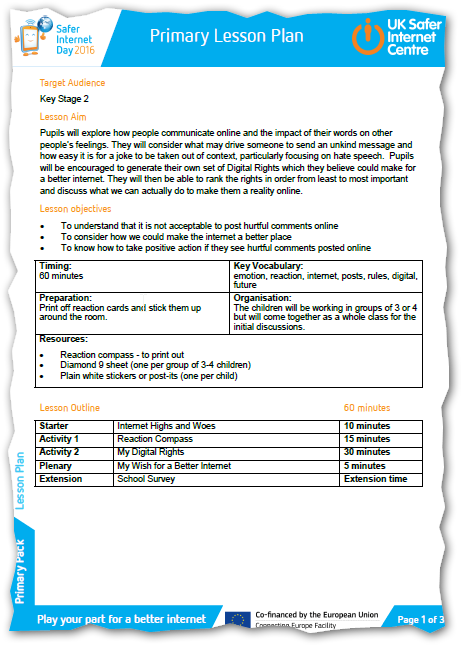 Safer
Internet
Day 2016
Primary Lesson Plan
UK Safer
Internet
Centre
Target Audience
Key Stage 2
Lesson Aim
Pupils will explore how people communicate online and the impact of their words on other
people's feelings. They will consider what may drive someone to send an unkind message and
how easy it is for a joke to be taken out of context, particularly focusing on hate speech. Pupils
will be encouraged to generate their own set of Digital Rights which they believe could make for
a better internet. They will then be able to rank the rights in order from least to most important
and discuss what we can actually do to make them a reality online.
Lesson objectives
• To understand that it is not acceptable to post hurtful comments online
• To consider how we could make the internet a better place
• To know how to take positive action if they see hurtful comments posted online
Timing:
60 minutes
Key Vocabulary:
emotion, reaction, internet, posts, rules, digital,
future
Preparation:
Print off reaction cards and stick them up
around the room.
Organisation:
The children will be working in groups of 3 or 4
but will come together as a whole class for the
initial discussions.
Resources:
• Reaction compass - to print out
• Diamond 9 sheet (one per group of 3-4 children)
• Plain white stickers or post-its (one per child)
Lesson Outline 60 minutes
Starter Internet Highs and Woes 10 minutes
Activity 1 Reaction Compass 15 minutes
Activity 2 My Digital Rights 30 minutes
Plenary My Wish for a Better Internet 5 minutes
Extension School Survey Extension time
Primary Pack Lesson Plan
Play your part for a better internet
Co-financed by the European Union
Connecting Europe Facility
Page 1 of 3